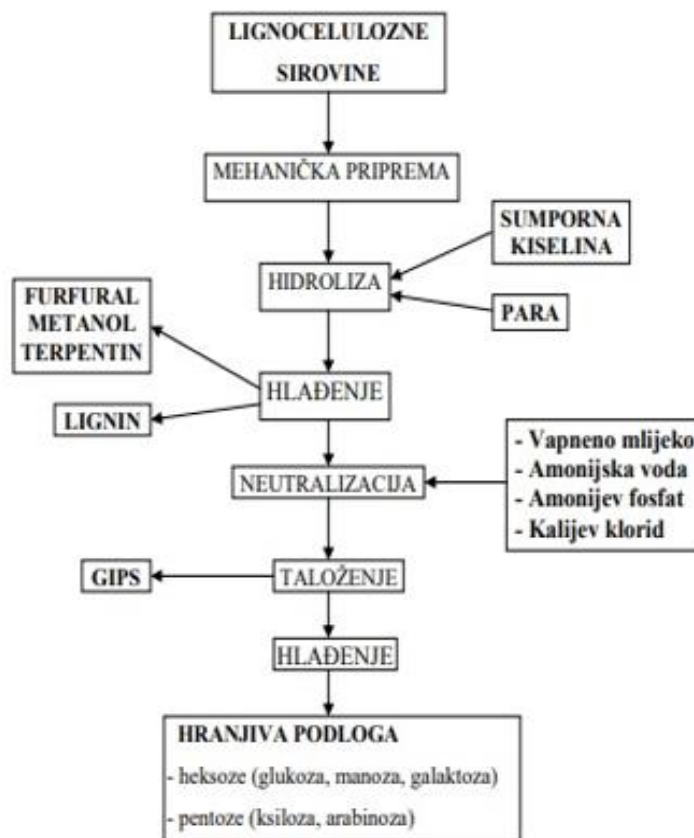 LIGNOCELULOZNE
SIROVINE
MEHANIČKA PRIPREMA
SUMPORNA
KISELINA
HIDROLIZA
PARA
FURFURAL
METANOL
TERPENTIN
HLAĐENJE
LIGNIN
- Vapneno mlijeko
- Amonijska voda
- Amonijev fosfat
- Kalijev klorid
NEUTRALIZACIJA
GIPS
TALOŽENJE
HLAĐENJE
HRANJIVA PODLOGA
- heksoze (glukoza, manoza, galaktoza)
- pentoze (ksiloza, arabinoza)